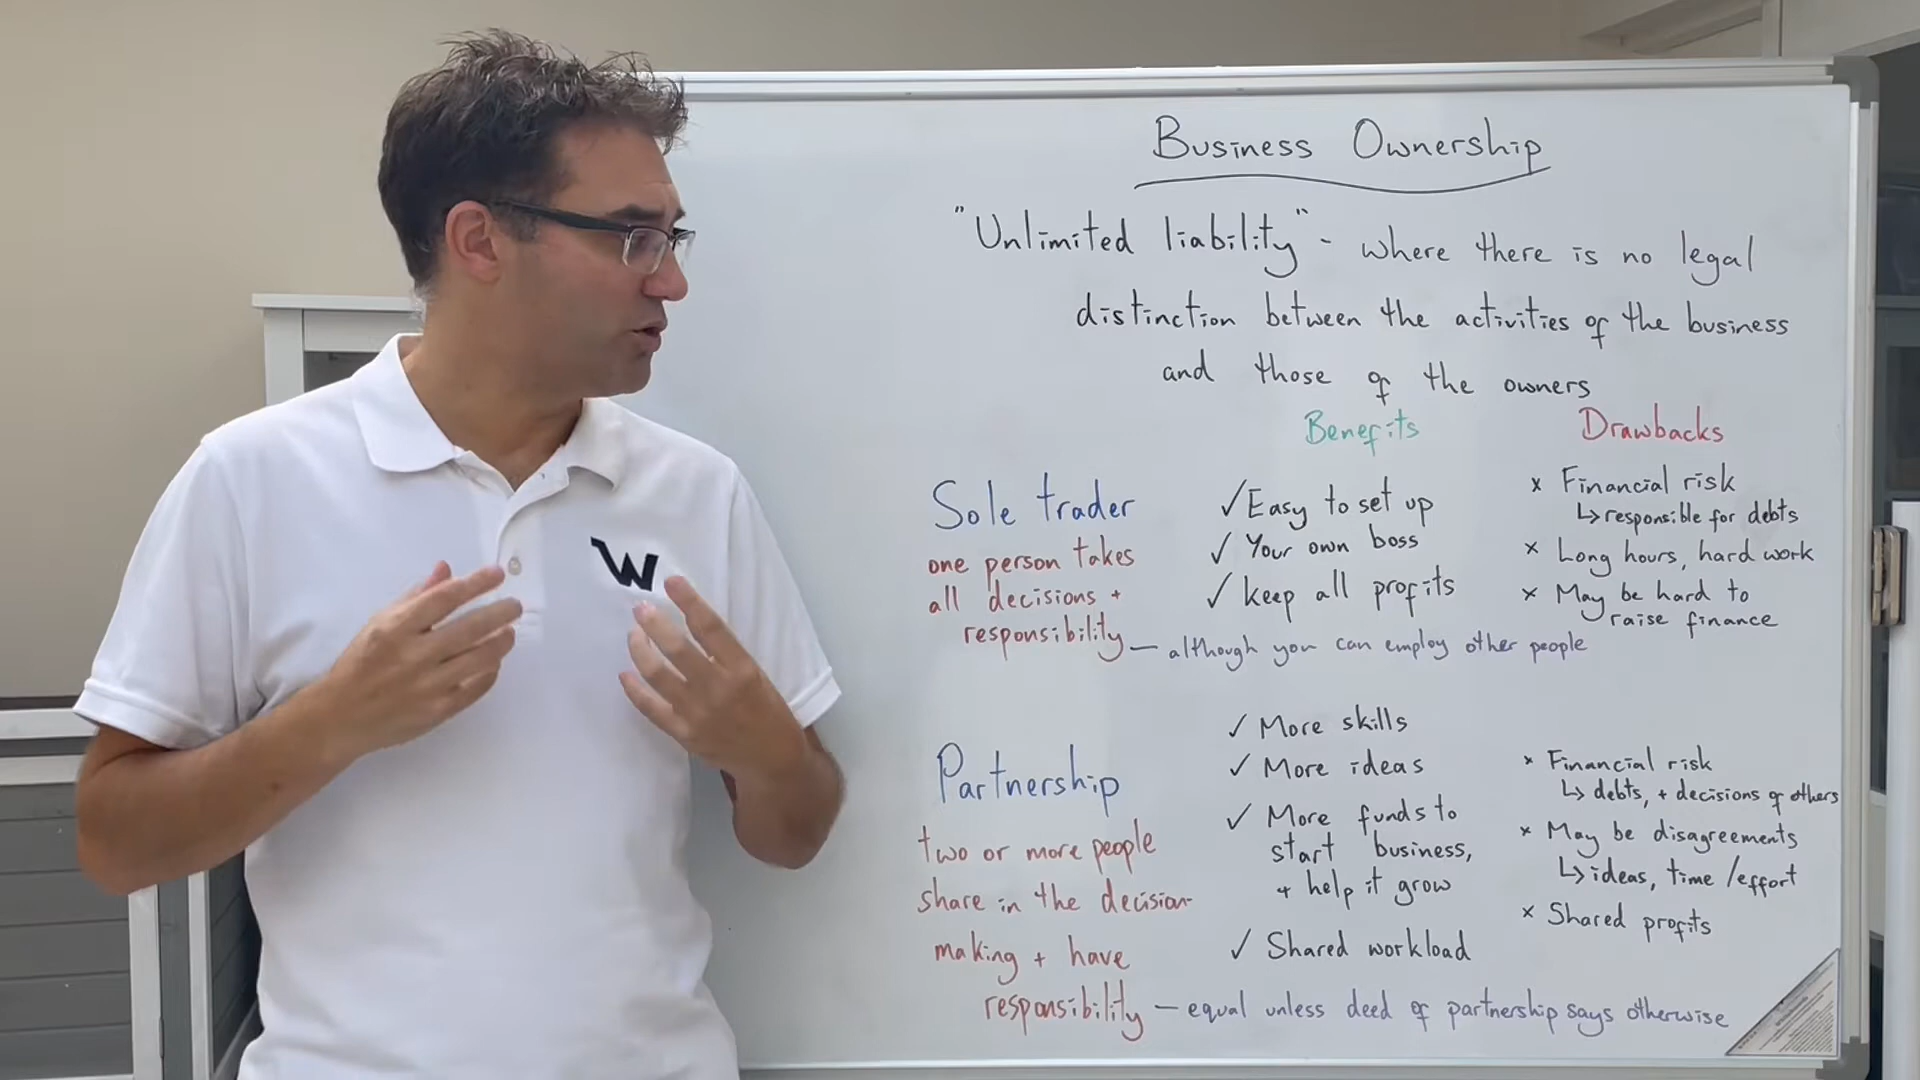 Business Ownership
"Unlimited liability" - where there is no legal
distinction between the activities of the business
and those of the owners
Benefits
Drawbacks
Sole trader
one person takes
all decisions +
responsibility — although you can employ other people
✓ Easy to set up
✓ Your own boss
✓ keep all profits
x Financial risk
↳ responsible for debts
x Long hours, hard work
x May be hard to
raise finance
Partnership
two or more people
share in the decision-
making + have
responsibility — equal unless deed of partnership says otherwise
✓ More skills
✓ More ideas
✓ More funds to
start business,
+ help it grow
✓ Shared workload
x Financial risk
↳ debts, + decisions of others
x May be disagreements
↳ ideas, time / effort
x Shared profits
W